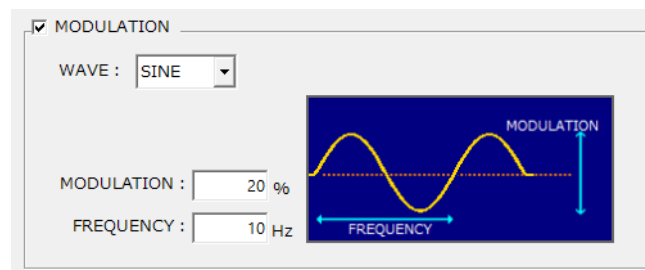 MODULATION
WAVE : SINE
MODULATION
MODULATION : 20 %
FREQUENCY : 10 Hz
FREQUENCY